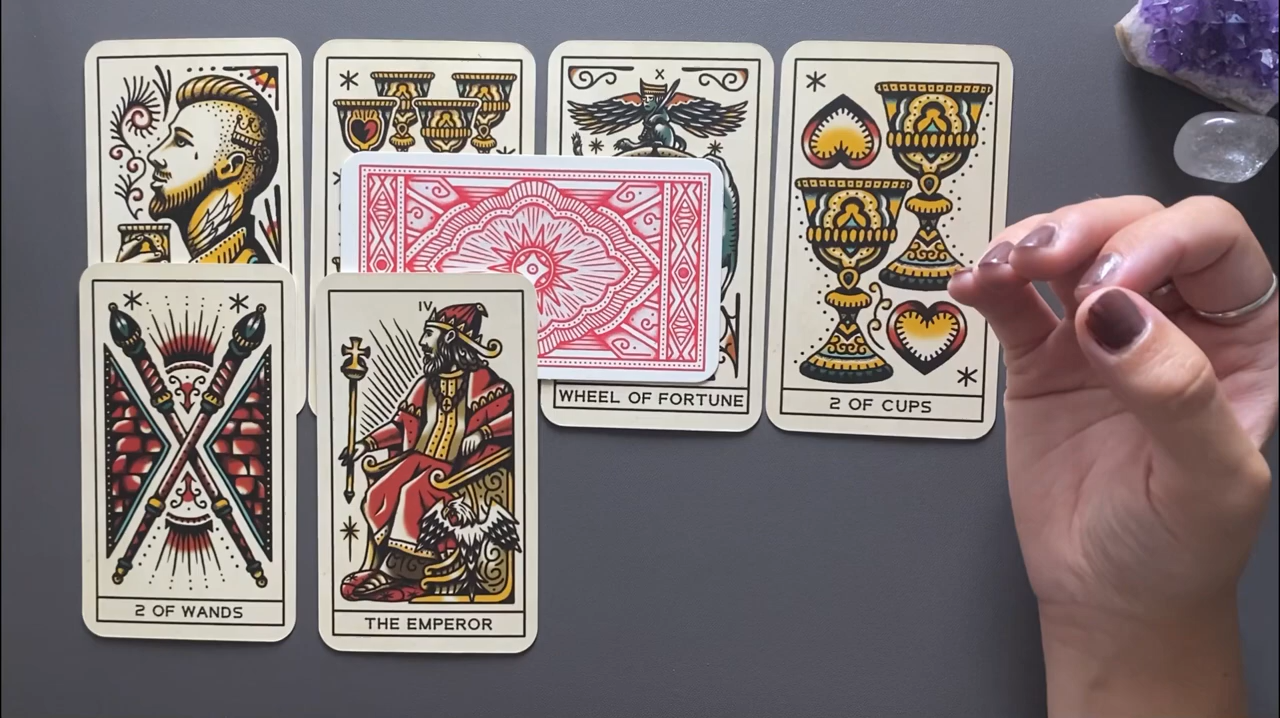 X
WHEEL OF FORTUNE
2 OF CUPS
IV
2 OF WANDS
THE EMPEROR